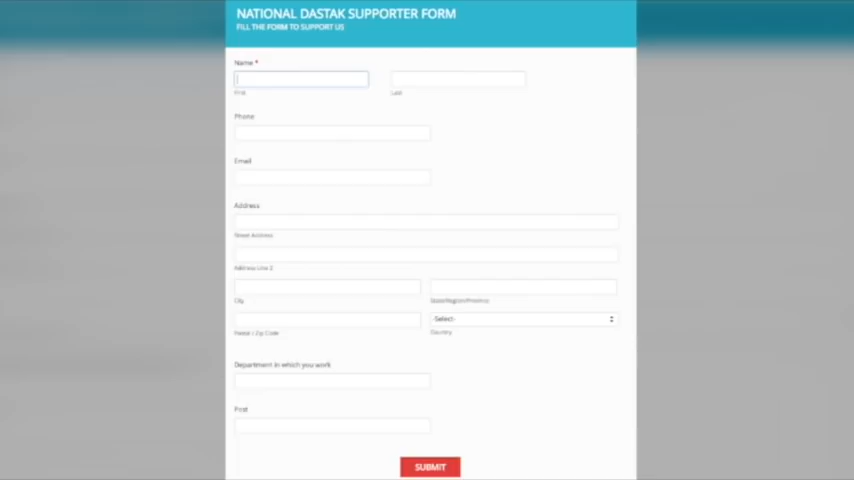 NATIONAL DASTAK SUPPORTER FORM
FILL THE FORM TO SUPPORT US
Name *
First
Last
Phone
Email
Address
Street Address
Address Line 2
City
State/Region/Province
Postal / Zip Code
-Select-
Country
Department in which you work
Post
SUBMIT